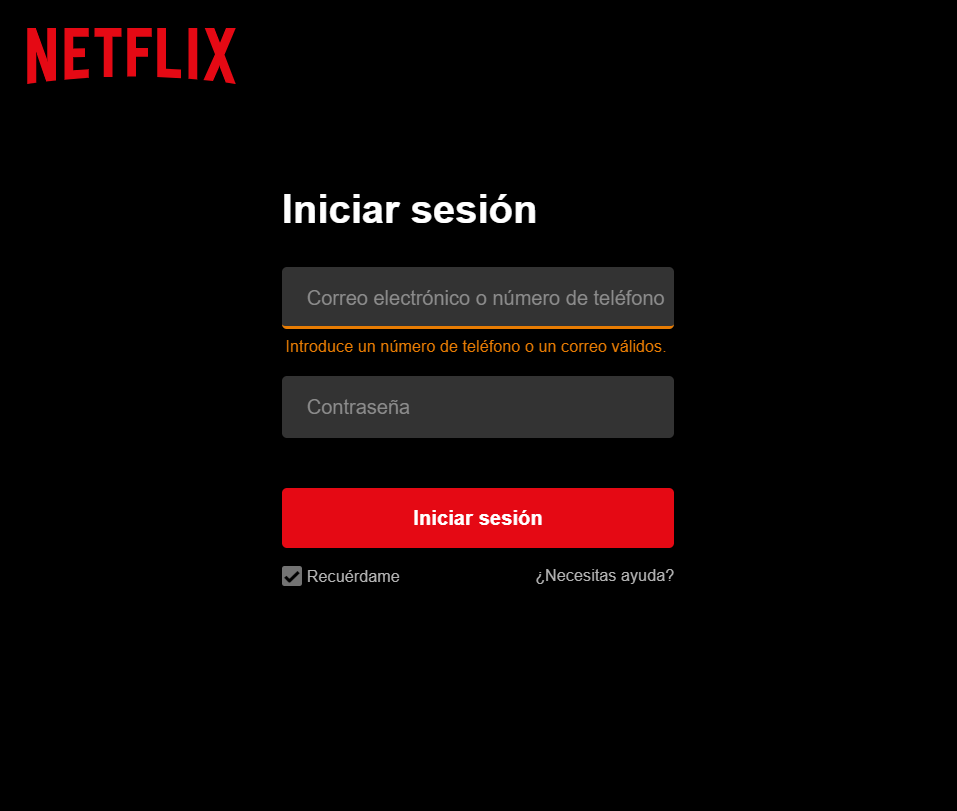 NETFLIX
Iniciar sesión
Correo electrónico o número de teléfono
Introduce un número de teléfono o un correo válidos.
Contraseña
Iniciar sesión
Recuérdame ¿Necesitas ayuda?